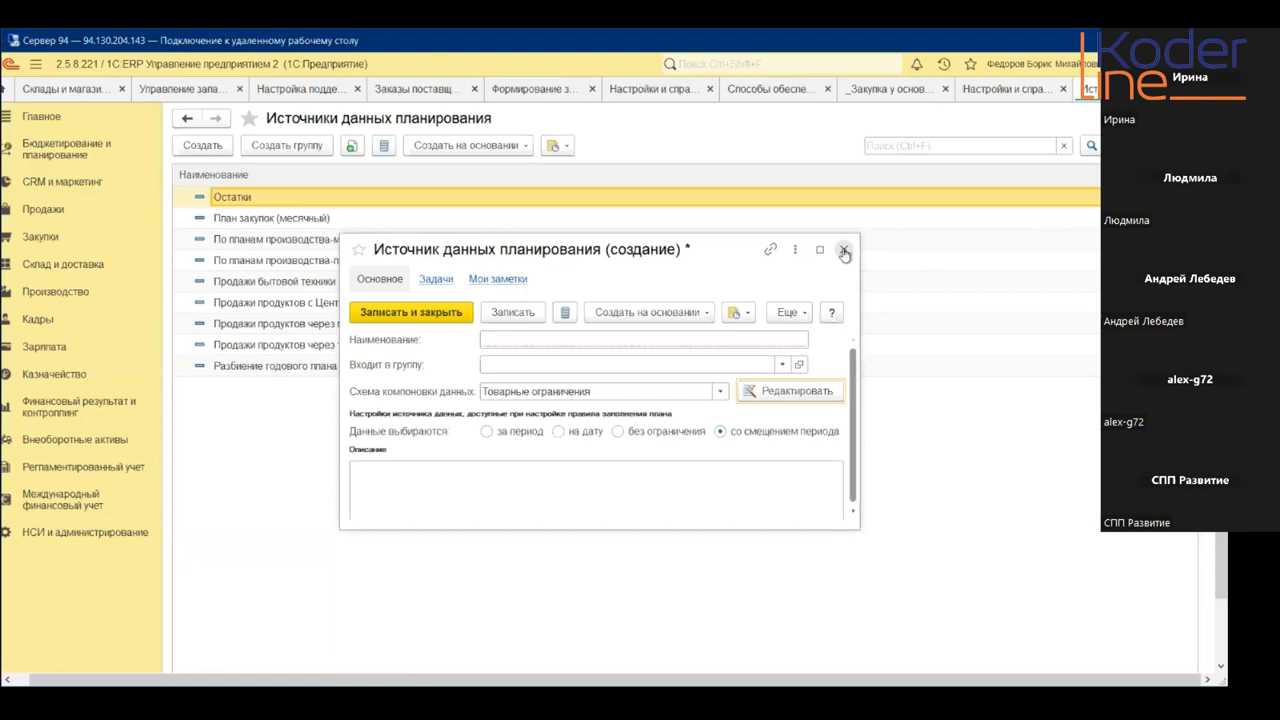 Сервер 94 — 94.130.204.143 — Подключение к удаленному рабочему столу
2.5.8.221 / 1C:ERP Управление предприятием 2 (1С:Предприятие)
Поиск Ctrl+Shift+F
Федоров Борис Михайлов
Склады и магази... × Управление запа... × Настройка подде... × Заказы поставщ... × Формирование з... × Настройки и спра... × Способы обеспе... × _Закупка у основ... × Настройки и спра... × Ист
Koder
Line
Главное
Бюджетирование и
планирование
CRM и маркетинг
Продажи
Закупки
Склад и доставка
Производство
Кадры
Зарплата
Казначейство
Финансовый результат и
контроллинг
Внеоборотные активы
Регламентированный учет
Международный
финансовый учет
НСИ и администрирование
Источники данных планирования
Создать Создать группу Создать на основании
Поиск (Ctrl+F) ×
Наименование
Остатки
План закупок (месячный)
По планам производства-м
По планам производства-п
Продажи бытовой техники
Продажи продуктов с Цент
Продажи продуктов через
Продажи продуктов через
Разбиение годового плана
Источник данных планирования (создание) *
Основное Задачи Мои заметки
Записать и закрыть Записать Создать на основании Еще ?
Наименование:
Входит в группу:
Схема компоновки данных: Товарные ограничения Редактировать
Настройки источника данных, доступные при настройке правила заполнения плана
Данные выбираются: за период на дату без ограничения со смещением периода
Описание
Ирина
Ирина
Людмила
Людмила
Андрей Лебедев
Андрей Лебедев
alex-g72
alex-g72
СПП Развитие
СПП Развитие